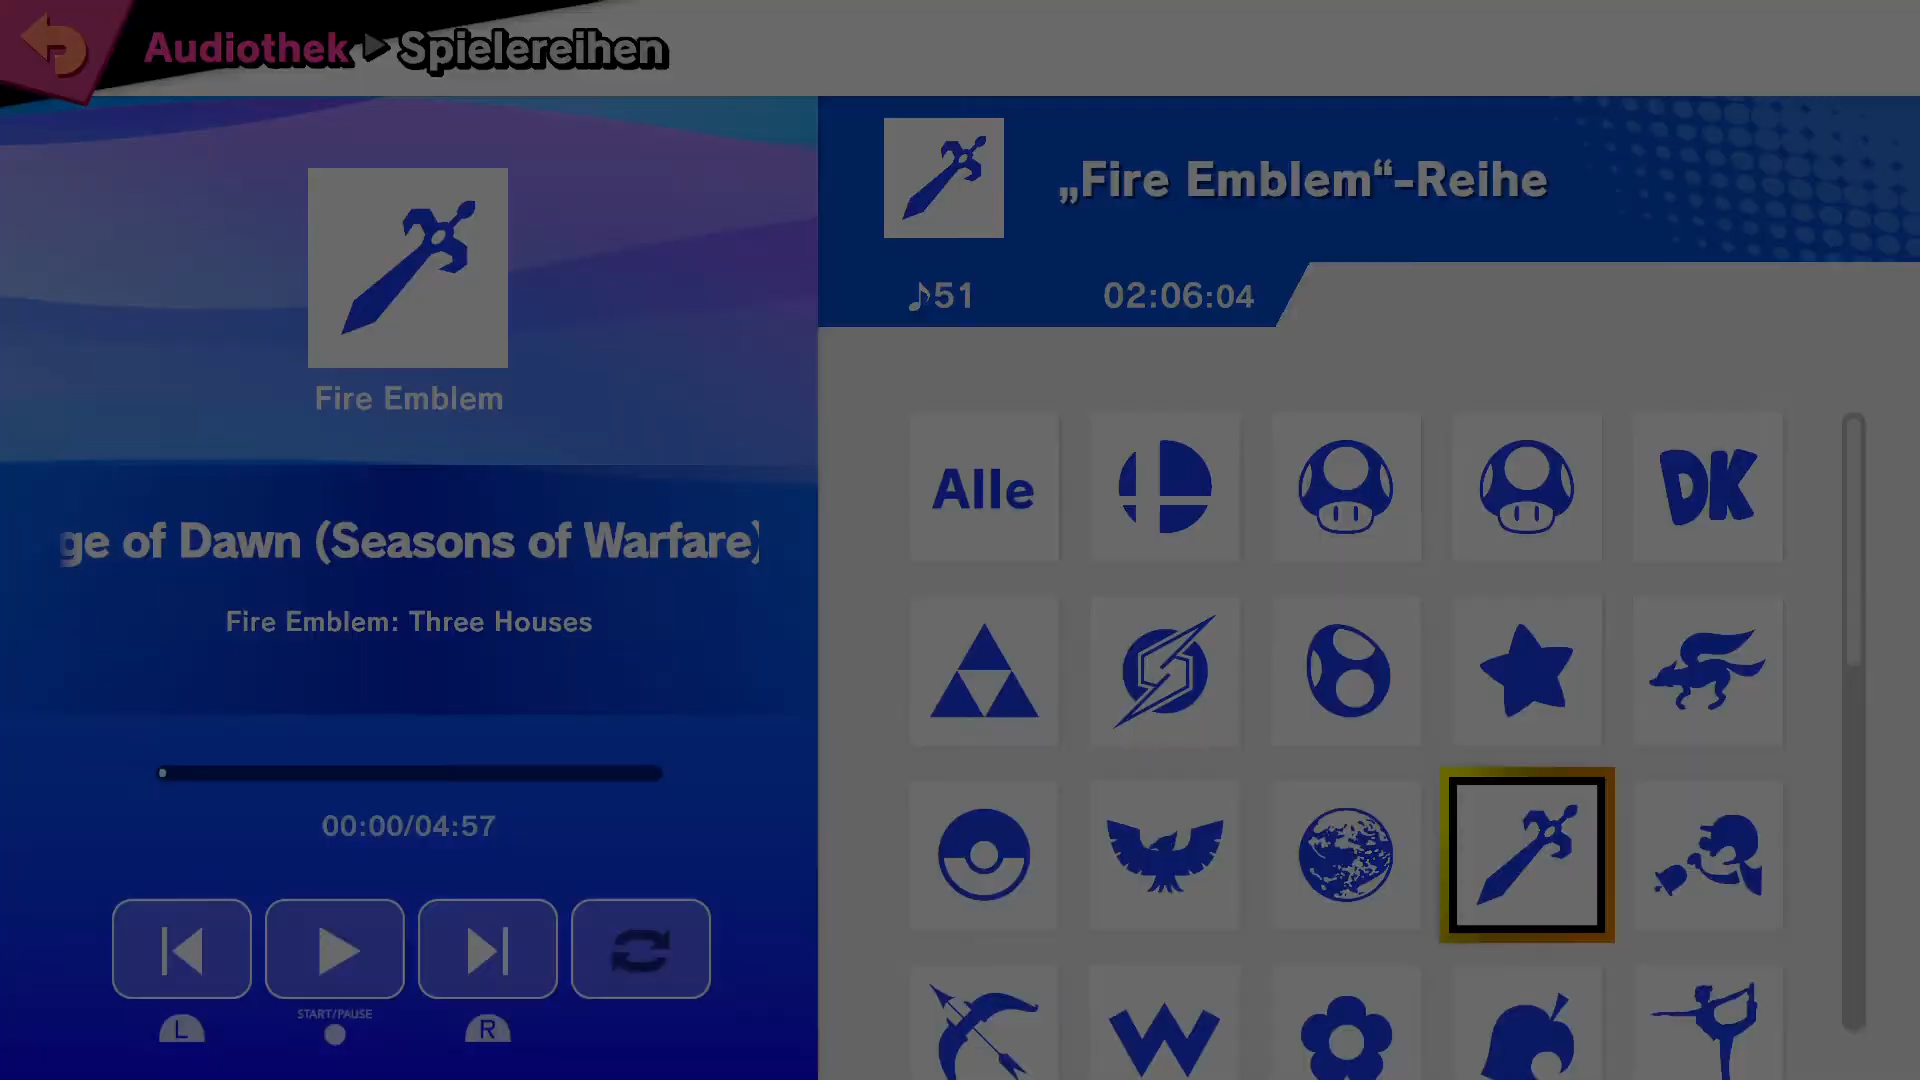 Audiothek ▶ Spielereihen
Fire Emblem
ge of Dawn (Seasons of Warfare)
Fire Emblem: Three Houses
00:00/04:57
START/PAUSE
L
R
„Fire Emblem“-Reihe
♪51
02:06:04
Alle
DK